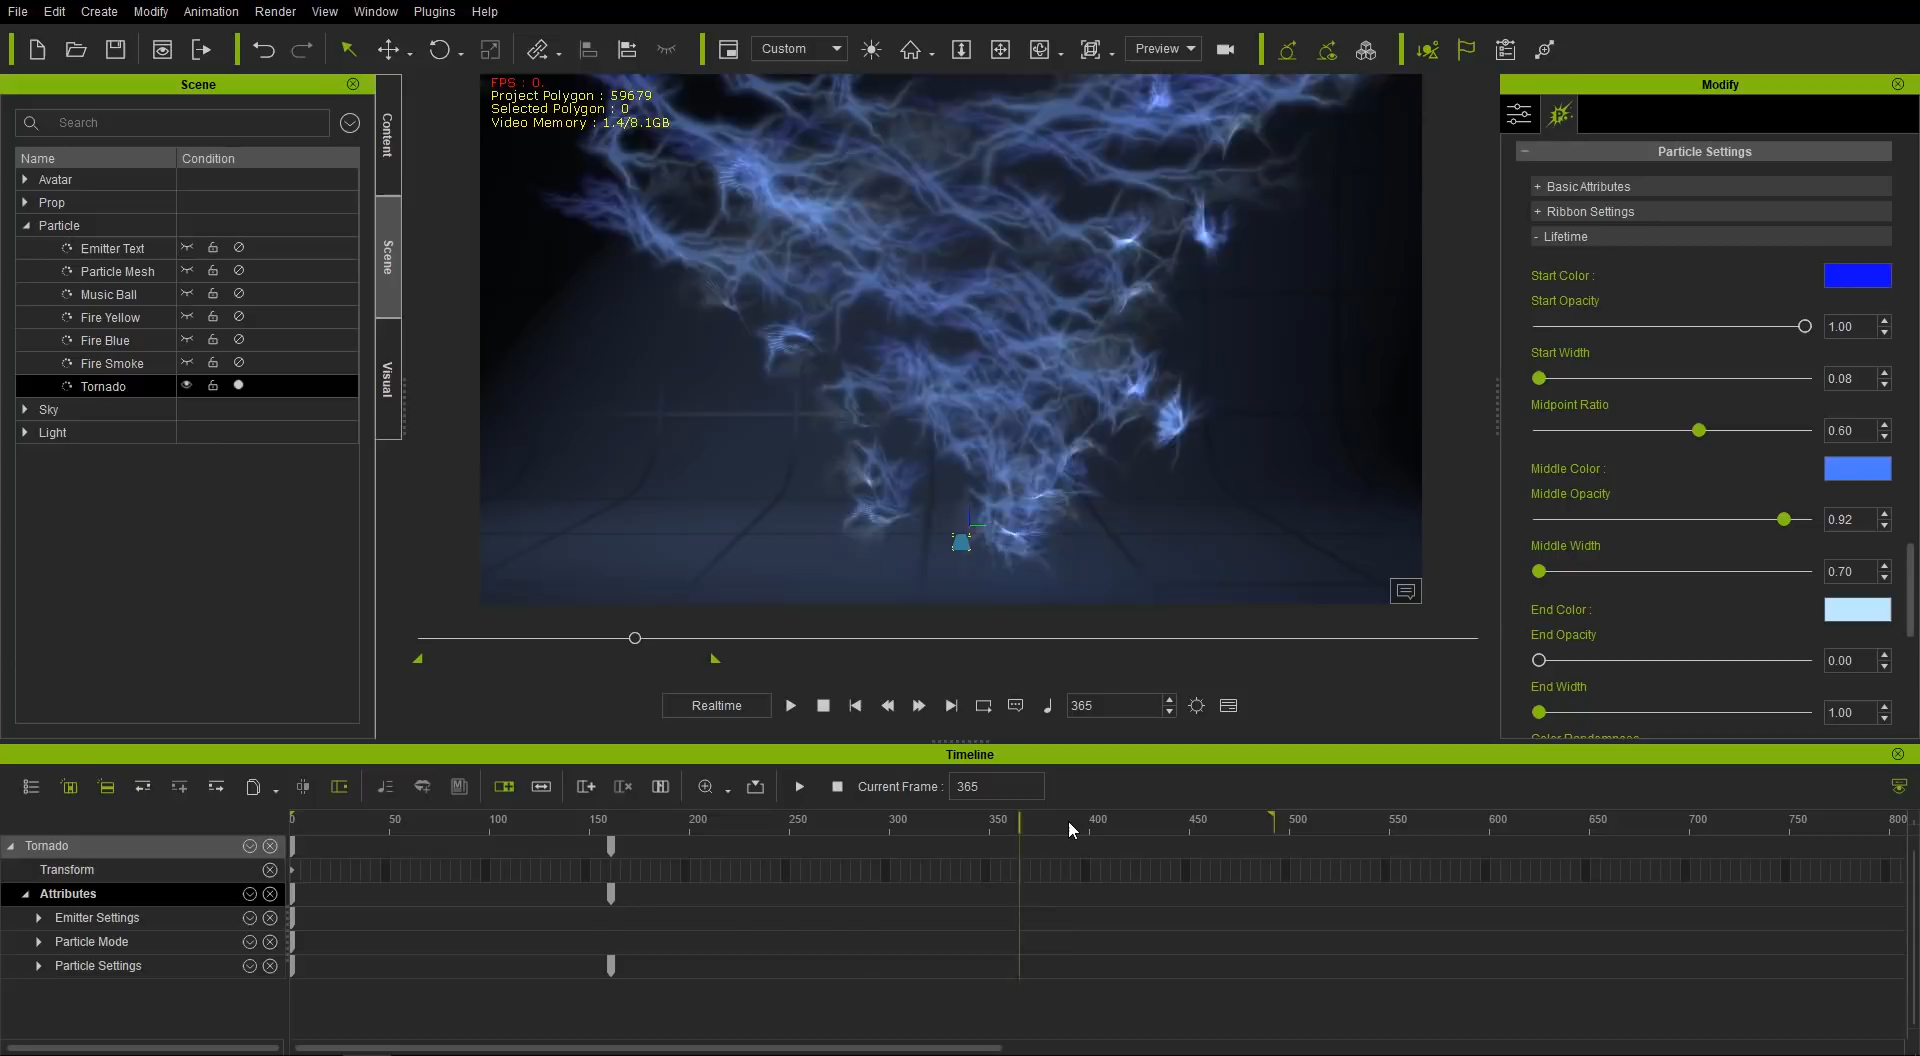 File Edit Create Modify Animation Render View Window Plugins Help
Custom
Preview
Scene
Search
Name Condition
Avatar
Prop
Particle
Emitter Text
Particle Mesh
Music Ball
Fire Yellow
Fire Blue
Fire Smoke
Tornado
Sky
Light
Content
Scene
Visual
FPS : 0.
Project Polygon : 59679
Selected Polygon : 0
Video Memory : 1.4/8.1GB
Realtime
365
Modify
- Particle Settings
+ Basic Attributes
+ Ribbon Settings
- Lifetime
Start Color :
Start Opacity
1.00
Start Width
0.08
Midpoint Ratio
0.60
Middle Color :
Middle Opacity
0.92
Middle Width
0.70
End Color :
End Opacity
0.00
End Width
1.00
Color Randomness
Timeline
Current Frame : 365
0 50 100 150 200 250 300 350 400 450 500 550 600 650 700 750 800
Tornado
Transform
Attributes
Emitter Settings
Particle Mode
Particle Settings